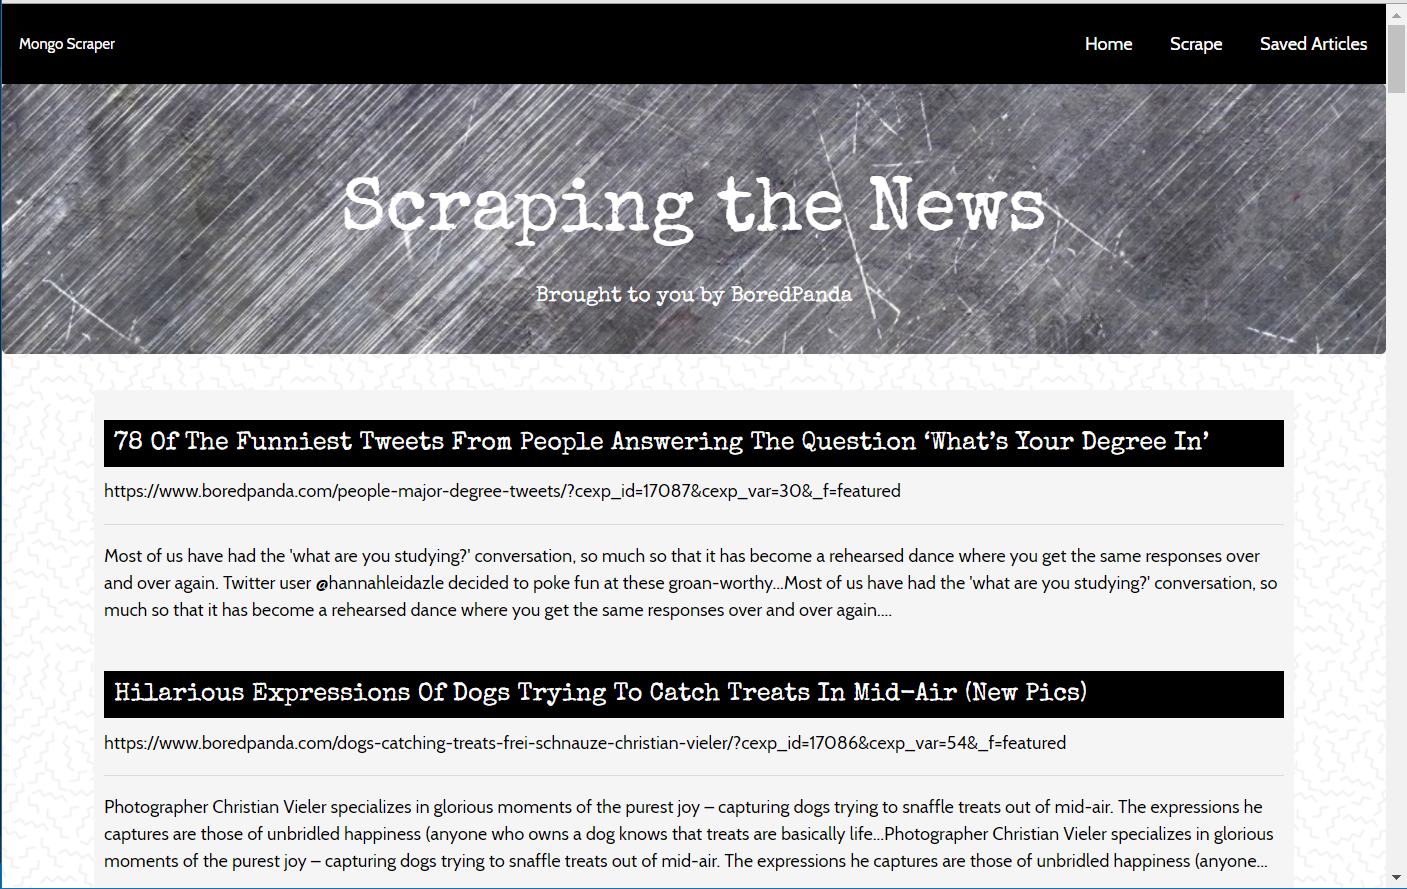 Mongo Scraper
Home
Scrape
Saved Articles
Scraping the News
Brought to you by BoredPanda
78 Of The Funniest Tweets From People Answering The Question ‘What’s Your Degree In’
https://www.boredpanda.com/people-major-degree-tweets/?cexp_id=17087&cexp_var=30&_f=featured
Most of us have had the 'what are you studying?' conversation, so much so that it has become a rehearsed dance where you get the same responses over
and over again. Twitter user @hannahleidazle decided to poke fun at these groan-worthy...Most of us have had the 'what are you studying?' conversation, so
much so that it has become a rehearsed dance where you get the same responses over and over again....
Hilarious Expressions Of Dogs Trying To Catch Treats In Mid-Air (New Pics)
https://www.boredpanda.com/dogs-catching-treats-frei-schnauze-christian-vieler/?cexp_id=17086&cexp_var=54&_f=featured
Photographer Christian Vieler specializes in glorious moments of the purest joy – capturing dogs trying to snaffle treats out of mid-air. The expressions he
captures are those of unbridled happiness (anyone who owns a dog knows that treats are basically life...Photographer Christian Vieler specializes in glorious
moments of the purest joy – capturing dogs trying to snaffle treats out of mid-air. The expressions he captures are those of unbridled happiness (anyone...